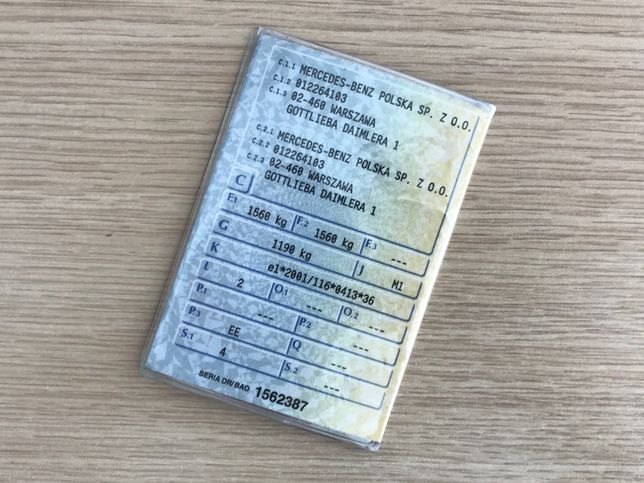 C.1.1 MERCEDES-BENZ POLSKA SP. Z O.O.
C.1.2 012264103
C.1.3 02-460 WARSZAWA
GOTTLIEBA DAIMLERA 1
C.2.1 MERCEDES-BENZ POLSKA SP. Z O.O.
C.2.2 012264103
C.2.3 02-460 WARSZAWA
GOTTLIEBA DAIMLERA 1
C
F.1 1560 kg F.2 1560 kg F.3 ---
G 1190 kg J M1
K e1*2001/116*0413*36
L 2 O.1 --- O.2 ---
P.1 --- P.2 ---
P.3 EE Q ---
S.1 4 S.2 ---
SERIA DR/BAO 1562387